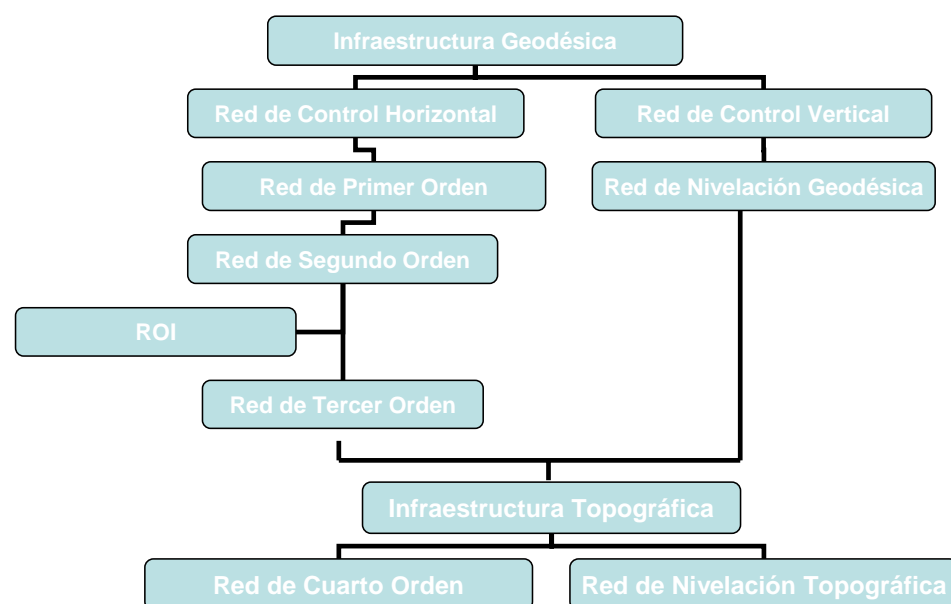 Infraestructura Geodésica
Red de Control Horizontal
Red de Control Vertical
Red de Primer Orden
Red de Nivelación Geodésica
Red de Segundo Orden
ROI
Red de Tercer Orden
Infraestructura Topográfica
Red de Cuarto Orden
Red de Nivelación Topográfica